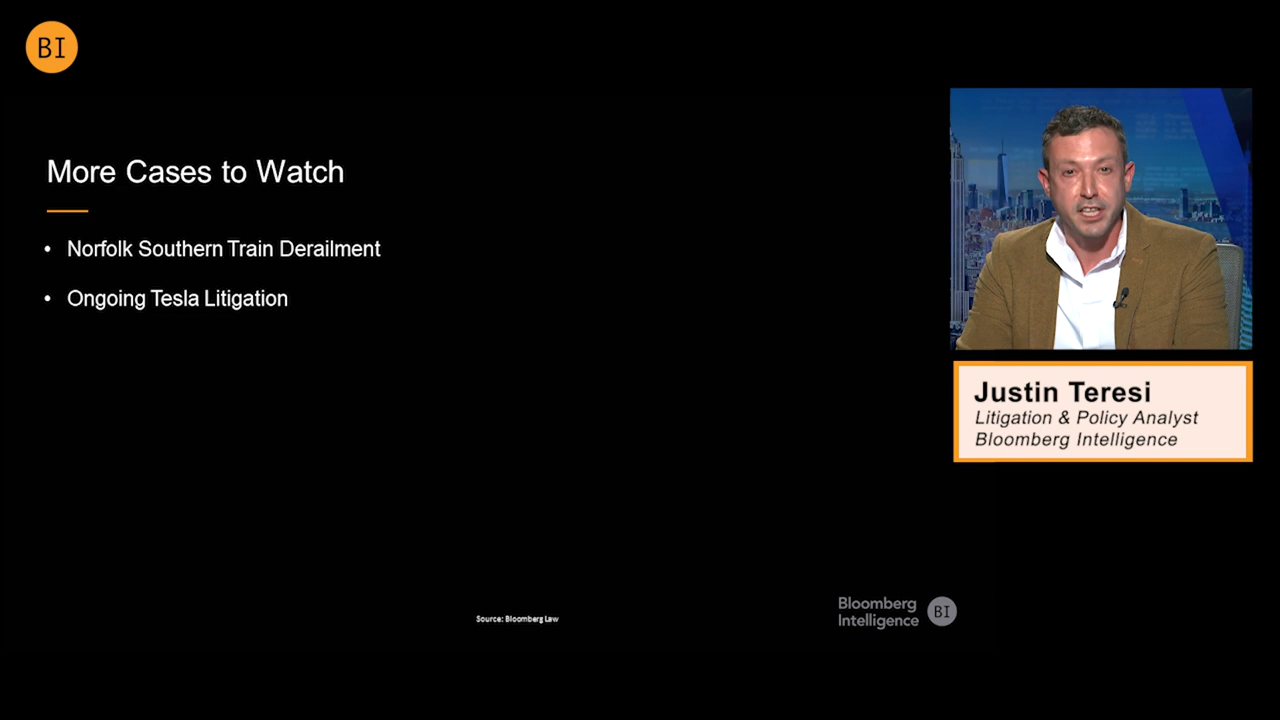 BI
More Cases to Watch
• Norfolk Southern Train Derailment
• Ongoing Tesla Litigation
Justin Teresi
Litigation & Policy Analyst
Bloomberg Intelligence
Source: Bloomberg Law
Bloomberg
Intelligence
BI